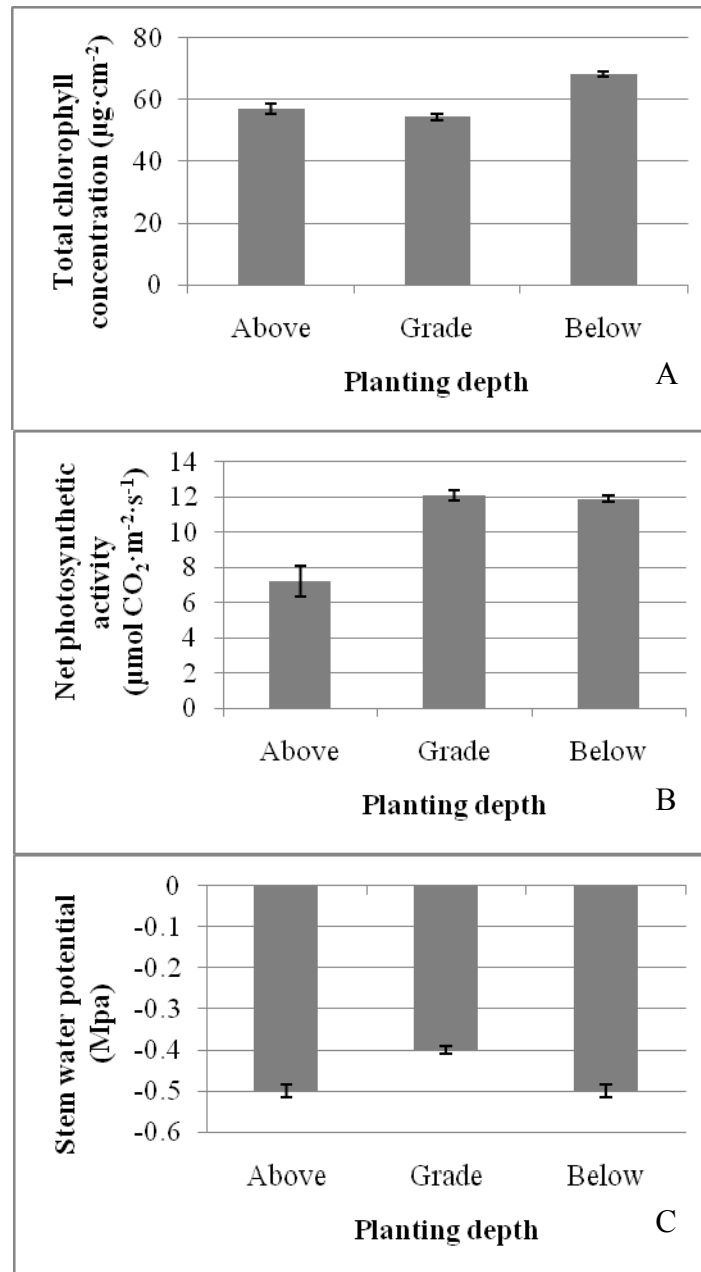 Total chlorophyll
concentration (µg·cm⁻²)
80
60
40
20
0
Above Grade Below
Planting depth
A
Net photosynthetic
activity
(µmol CO₂·m⁻²·s⁻¹)
14
12
10
8
6
4
2
0
Above Grade Below
Planting depth
B
Stem water potential
(Mpa)
0
-0.1
-0.2
-0.3
-0.4
-0.5
-0.6
Above Grade Below
Planting depth
C